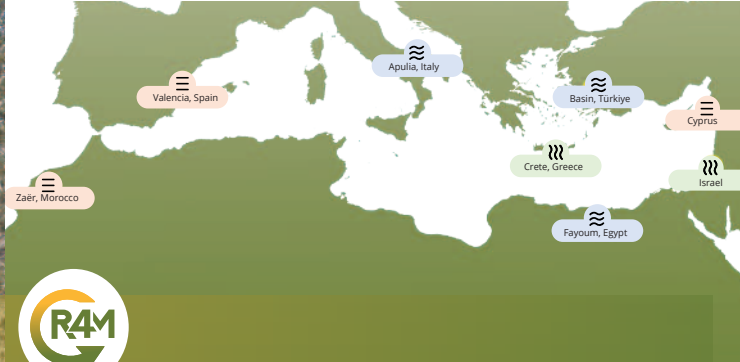 Apulia, Italy
Valencia, Spain
Basin, Türkiye
Cyprus
Crete, Greece
Israel
Zaër, Morocco
Fayoum, Egypt
R4M